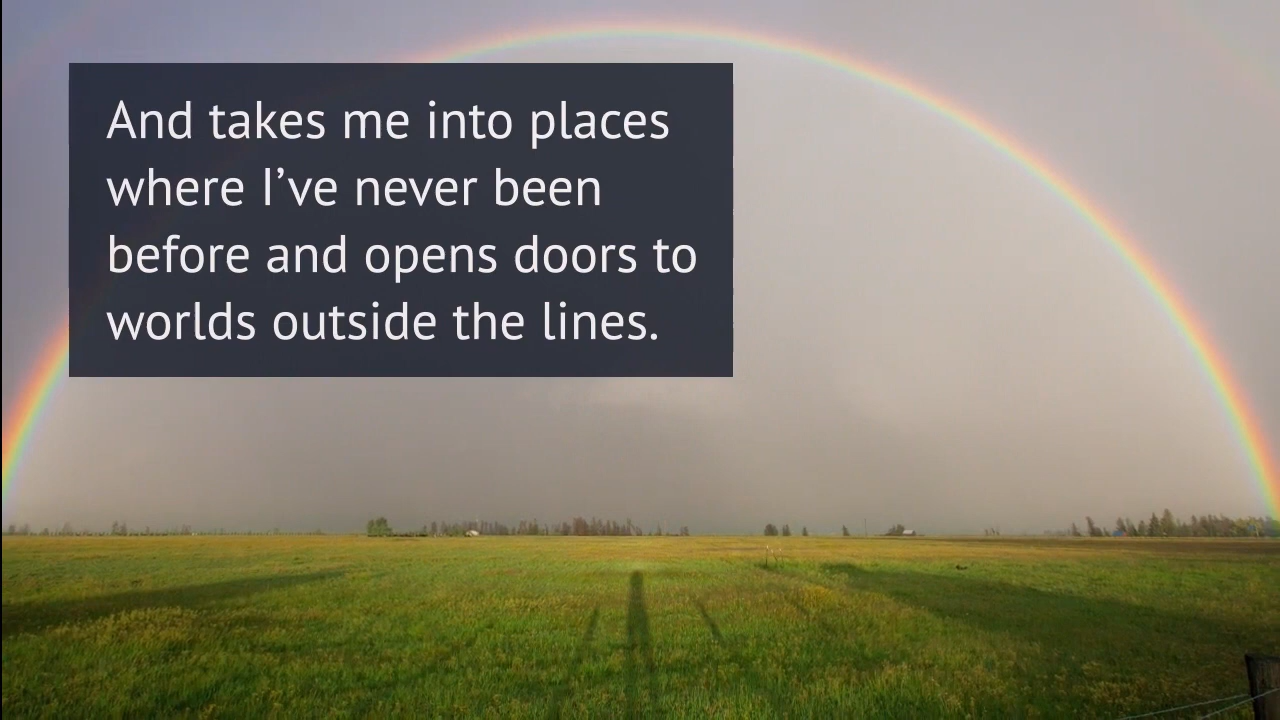 And takes me into places
where I’ve never been
before and opens doors to
worlds outside the lines.